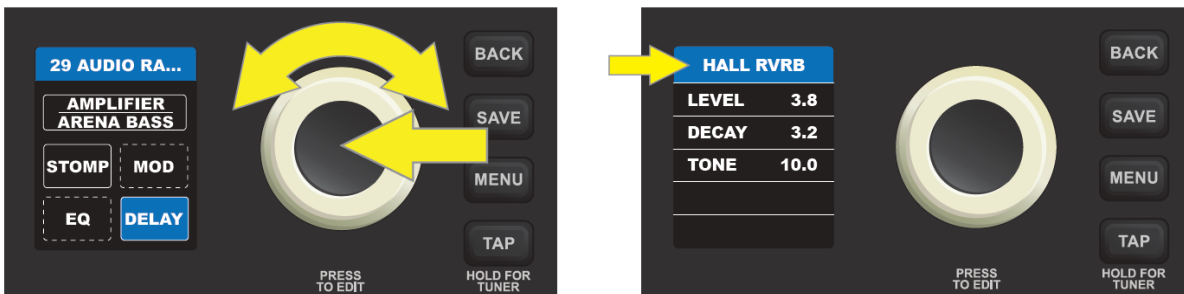 29 AUDIO RA...
AMPLIFIER
ARENA BASS
STOMP MOD
EQ DELAY
BACK
SAVE
MENU
TAP
PRESS
TO EDIT
HOLD FOR
TUNER
HALL RVRB
LEVEL 3.8
DECAY 3.2
TONE 10.0
BACK
SAVE
MENU
TAP
PRESS
TO EDIT
HOLD FOR
TUNER